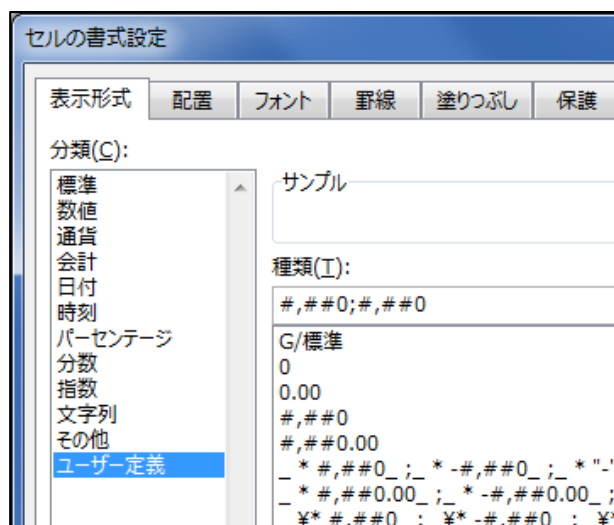 セルの書式設定
表示形式 配置 フォント 罫線 塗りつぶし 保護
分類(C):
標準
数値
通貨
会計
日付
時刻
パーセンテージ
分数
指数
文字列
その他
ユーザー定義
サンプル
種類(T):
#,##0;#,##0
G/標準
0
0.00
#,##0
#,##0.00
_ * #,##0_ ;_ * -#,##0_ ;_ * "-"
_ * #,##0.00_ ;_ * -#,##0.00_ ;
_ ¥* #,##0_ ;_ ¥* -#,##0_ ;_ ¥*